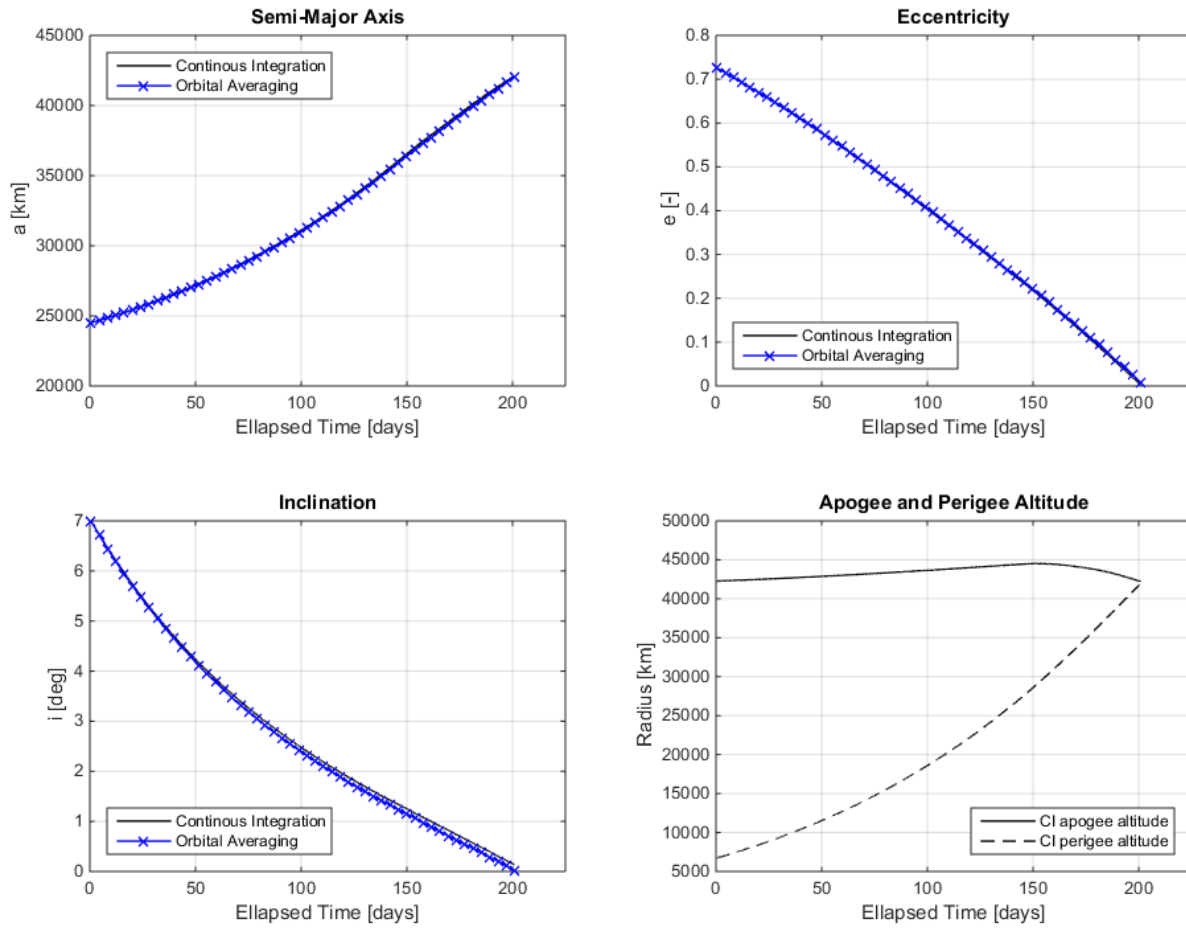 Semi-Major Axis
45000
40000
35000
30000
25000
20000
a [km]
Continous Integration
Orbital Averaging
0 50 100 150 200
Ellapsed Time [days]
Eccentricity
0.8
0.7
0.6
0.5
0.4
0.3
0.2
0.1
0
e [-]
Continous Integration
Orbital Averaging
0 50 100 150 200
Ellapsed Time [days]
Inclination
7
6
5
4
3
2
1
0
i [deg]
Continous Integration
Orbital Averaging
0 50 100 150 200
Ellapsed Time [days]
Apogee and Perigee Altitude
50000
45000
40000
35000
30000
25000
20000
15000
10000
5000
Radius [km]
CI apogee altitude
CI perigee altitude
0 50 100 150 200
Ellapsed Time [days]